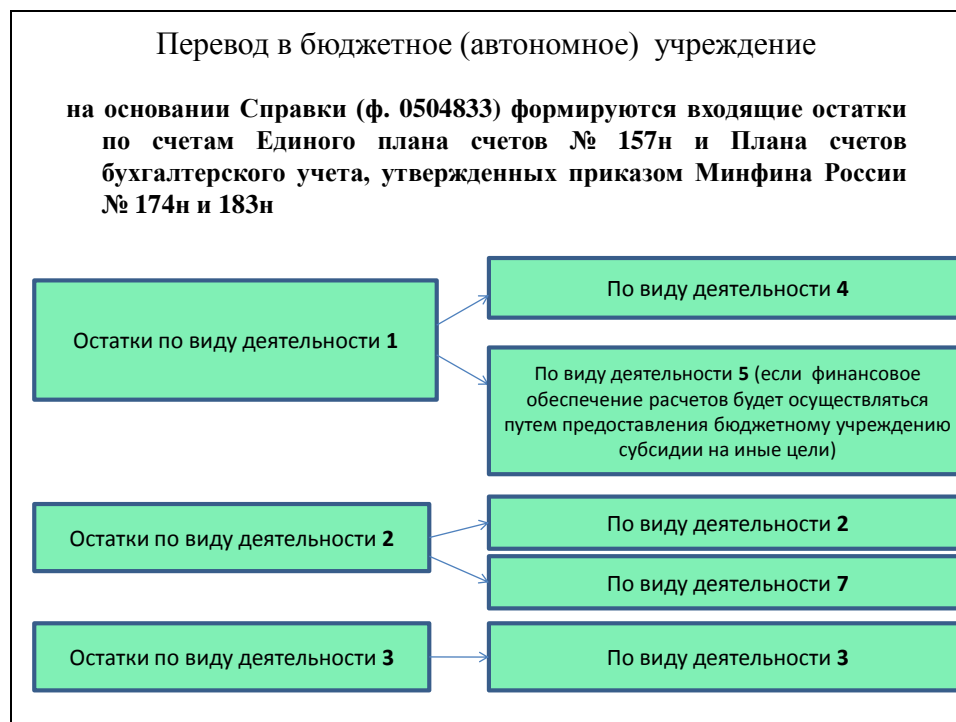 Перевод в бюджетное (автономное) учреждение
на основании Справки (ф. 0504833) формируются входящие остатки
по счетам Единого плана счетов № 157н и Плана счетов
бухгалтерского учета, утвержденных приказом Минфина России
№ 174н и 183н
Остатки по виду деятельности 1
По виду деятельности 4
По виду деятельности 5 (если финансовое
обеспечение расчетов будет осуществляться
путем предоставления бюджетному учреждению
субсидии на иные цели)
Остатки по виду деятельности 2
По виду деятельности 2
По виду деятельности 7
Остатки по виду деятельности 3
По виду деятельности 3